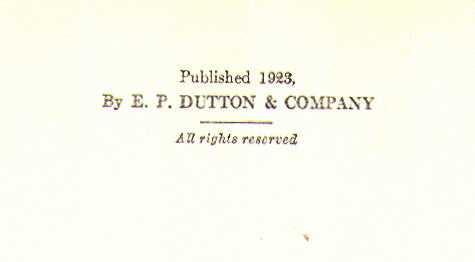 Published 1923,
By E. P. DUTTON & COMPANY
All rights reserved